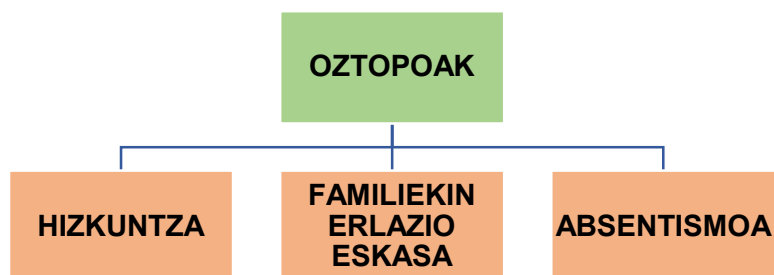 OZTOPOAK
HIZKUNTZA
FAMILIEKIN
ERLAZIO
ESKASA
ABSENTISMOA